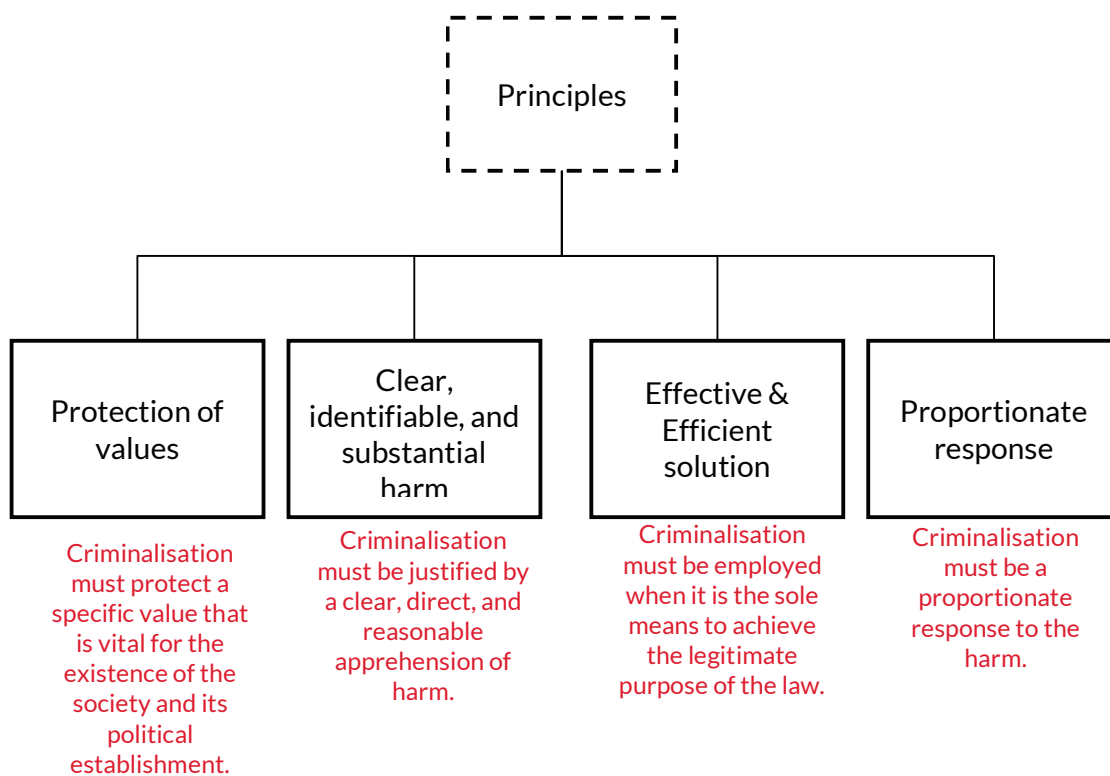 Principles
Protection of
values
Clear,
identifiable, and
substantial
harm
Effective &
Efficient
solution
Proportionate
response
Criminalisation
must protect a
specific value that
is vital for the
existence of the
society and its
political
establishment.
Criminalisation
must be justified by
a clear, direct, and
reasonable
apprehension of
harm.
Criminalisation
must be employed
when it is the sole
means to achieve
the legitimate
purpose of the law.
Criminalisation
must be a
proportionate
response to the
harm.